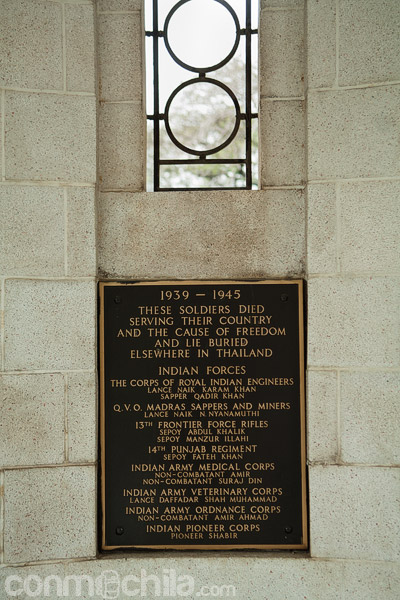 1939 — 1945
THESE SOLDIERS DIED
SERVING THEIR COUNTRY
AND THE CAUSE OF FREEDOM
AND LIE BURIED
ELSEWHERE IN THAILAND
INDIAN FORCES
THE CORPS OF ROYAL INDIAN ENGINEERS
LANCE NAIK KARAM KHAN
SAPPER QADIR KHAN
Q.V.O. MADRAS SAPPERS AND MINERS
LANCE NAIK N NYANAMUTHI
13TH FRONTIER FORCE RIFLES
SEPOY ABDUL KHALIK
SEPOY MANZUR ILLAHI
14TH PUNJAB REGIMENT
SEPOY FATEH KHAN
INDIAN ARMY MEDICAL CORPS
NON-COMBATANT AMIR
NON-COMBATANT SURAJ DIN
INDIAN ARMY VETERINARY CORPS
LANCE DAFFADAR SHAH MUHAMMAD
INDIAN ARMY ORDNANCE CORPS
NON-COMBATANT AMIR AHMAD
INDIAN PIONEER CORPS
PIONEER SHABIR
conmochila.com